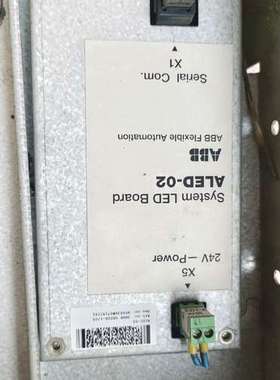 X5
24V-Power
System LED Board
ALED-02
ABB
ABB Flexible Automation
Serial Com.
X1